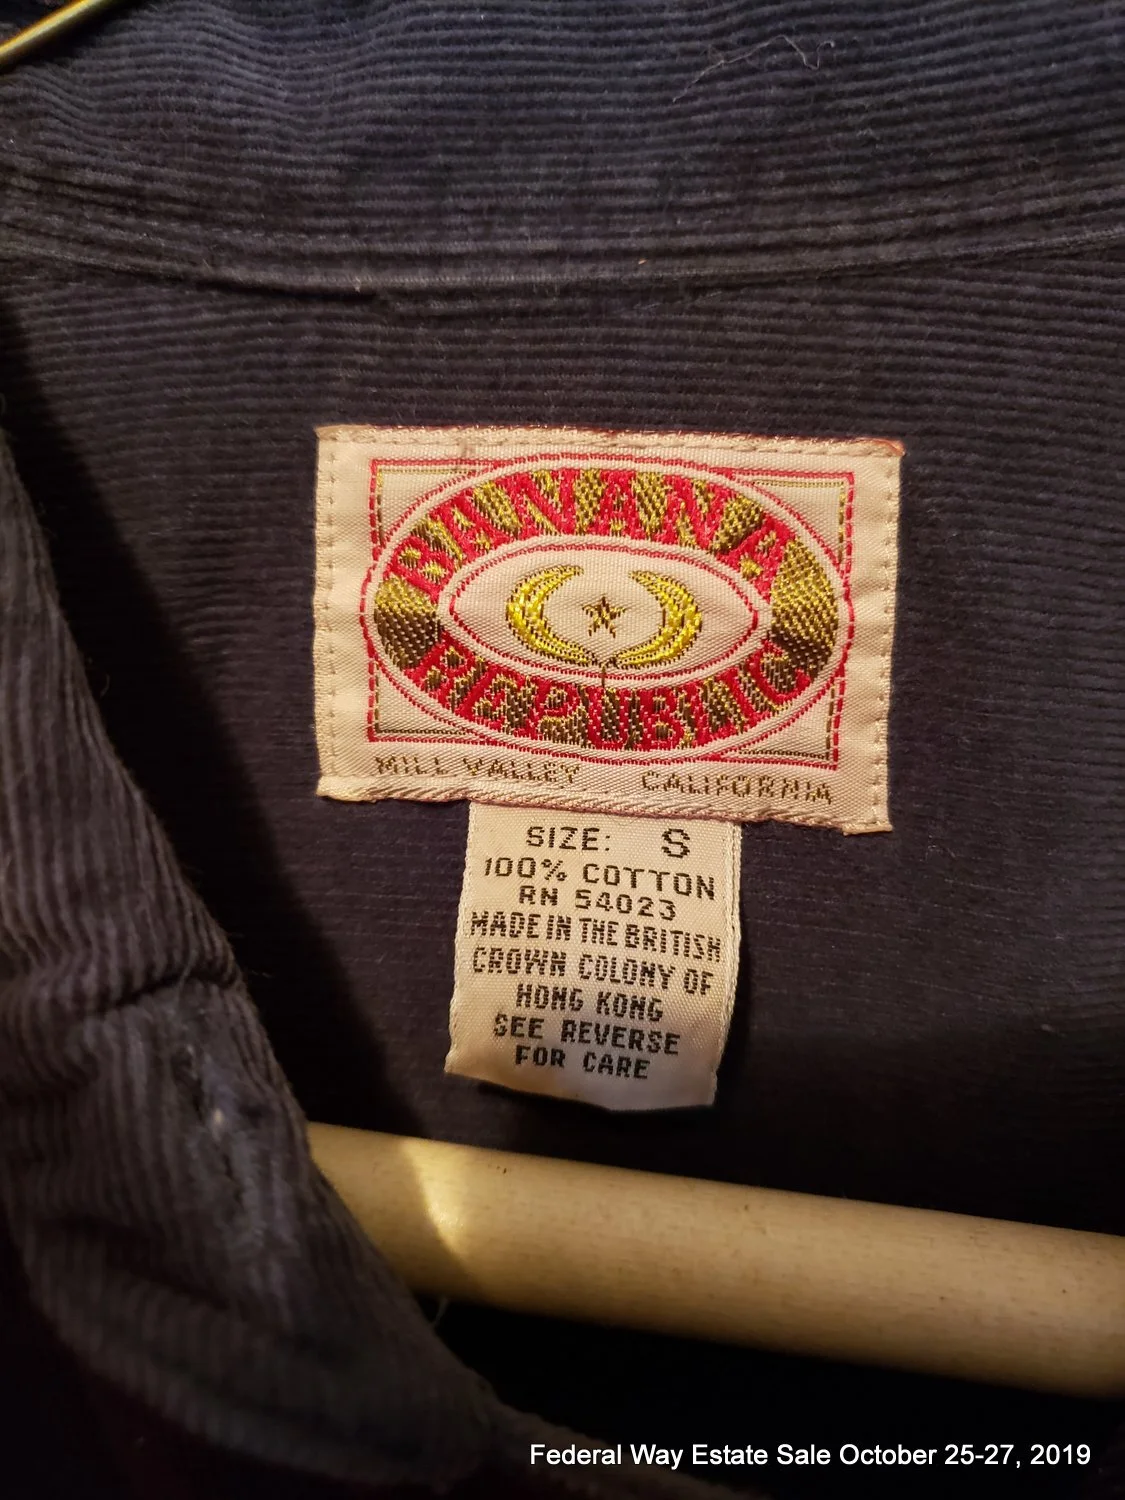 BANANA
REPUBLIC
MILL VALLEY CALIFORNIA
SIZE: S
100% COTTON
RN 54023
MADE IN THE BRITISH
CROWN COLONY OF
HONG KONG
SEE REVERSE
FOR CARE
Federal Way Estate Sale October 25-27, 2019